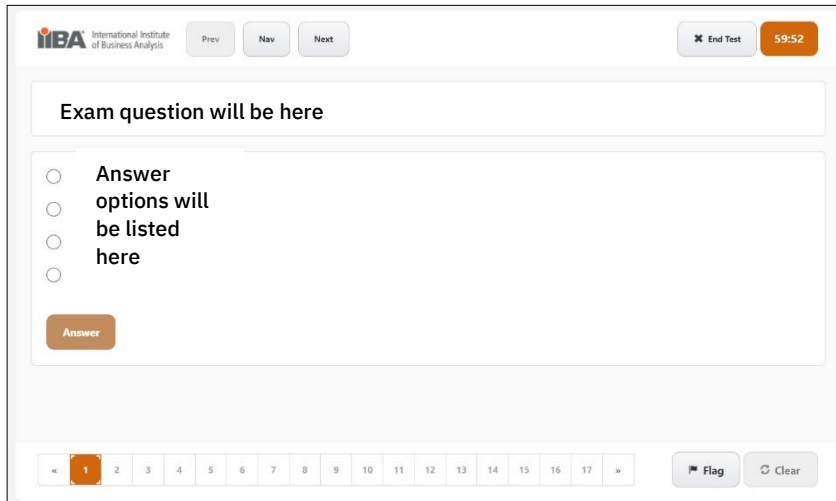 iiBA International Institute
of Business Analysis
Prev
Nav
Next
✖ End Test
59:52
Exam question will be here
Answer
options will
be listed
here
Answer
« 1 2 3 4 5 6 7 8 9 10 11 12 13 14 15 16 17 »
Flag
Clear